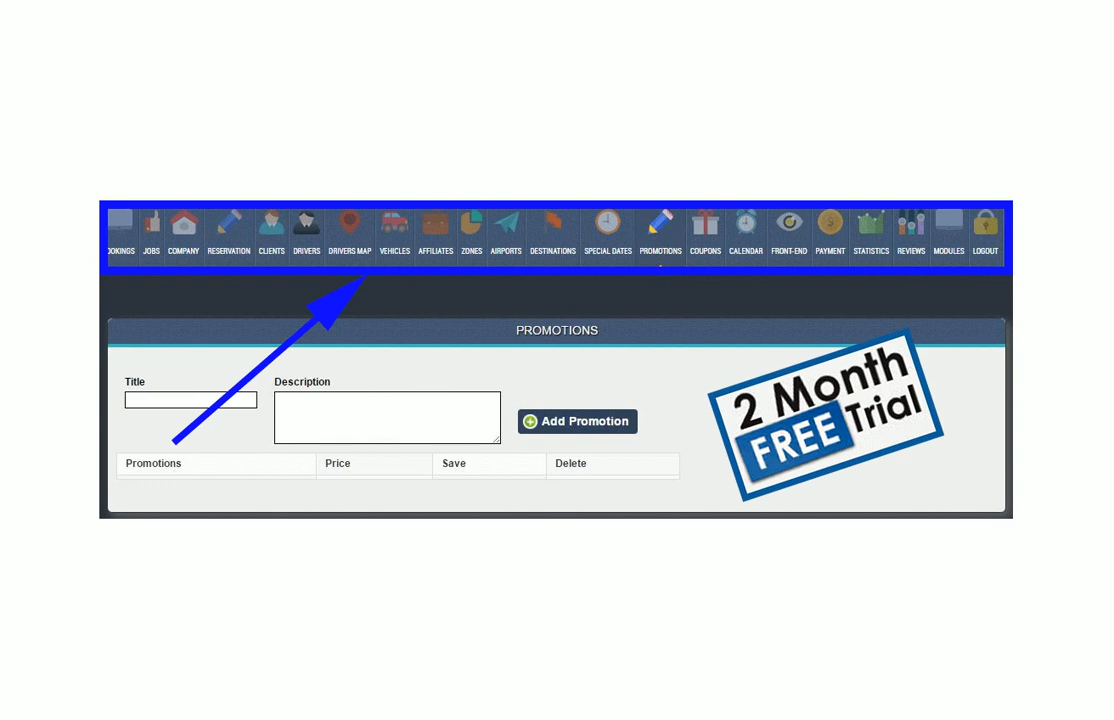 OOKINGS JOBS COMPANY RESERVATION CLIENTS DRIVERS DRIVERS MAP VEHICLES AFFILIATES ZONES AIRPORTS DESTINATIONS SPECIAL DATES PROMOTIONS COUPONS CALENDAR FRONT-END PAYMENT STATISTICS REVIEWS MODULES LOGOUT
PROMOTIONS
Title Description
Add Promotion
Promotions Price Save Delete
2 Month
FREE Trial